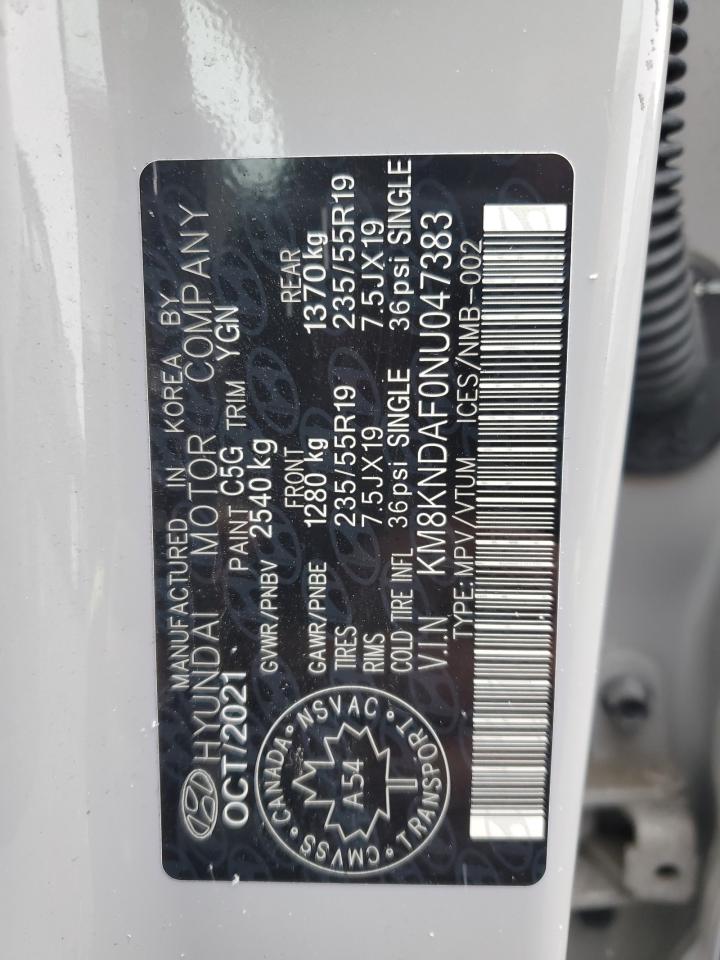 MANUFACTURED IN KOREA BY
HYUNDAI MOTOR COMPANY
OCT/2021 PAINT C5G TRIM YGN
GVWR/PNBV 2540 kg
FRONT REAR
GAWR/PNBE 1280 kg 1370 kg
TIRES 235/55R19 235/55R19
RIMS 7.5JX19 7.5JX19
COLD TIRE INFL 36psi SINGLE 36psi SINGLE
V.I.N KM8KNDAF0NU047383
TYPE:MPV/VTUM ICES/NMB-002
CANADA • NSVAC • TRANSPORT • CMVSS •
M
A54
T